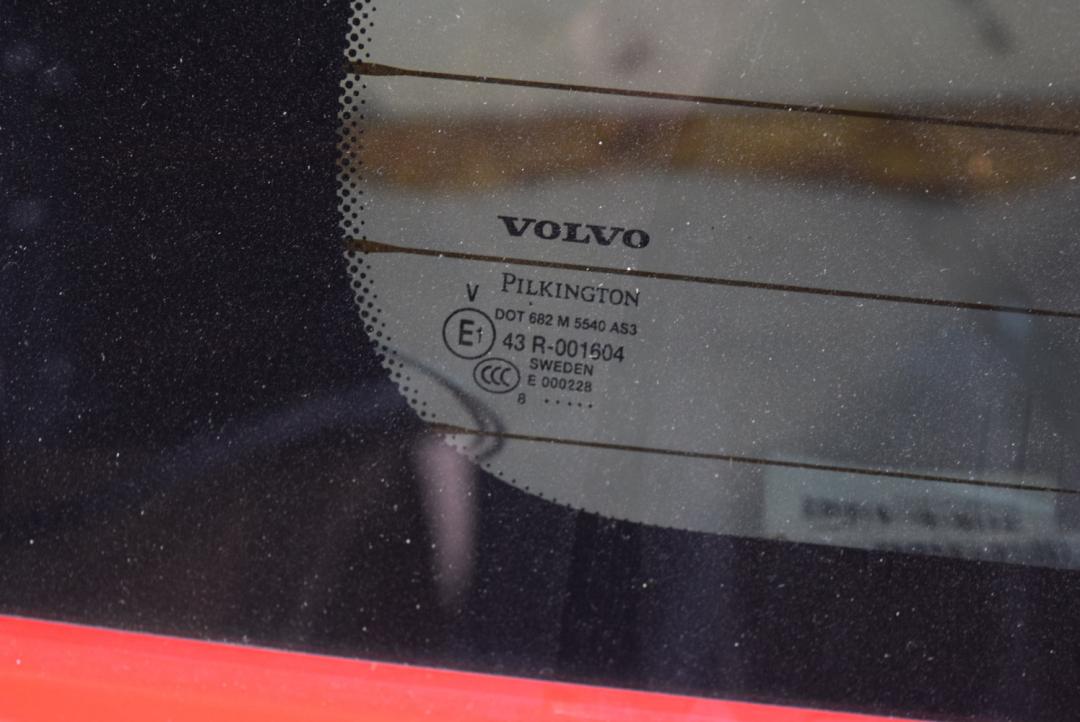 VOLVO
PILKINGTON
V
DOT 682 M 5540 AS3
E1
43 R-001604
SWEDEN
CCC
E 000228
8 .....